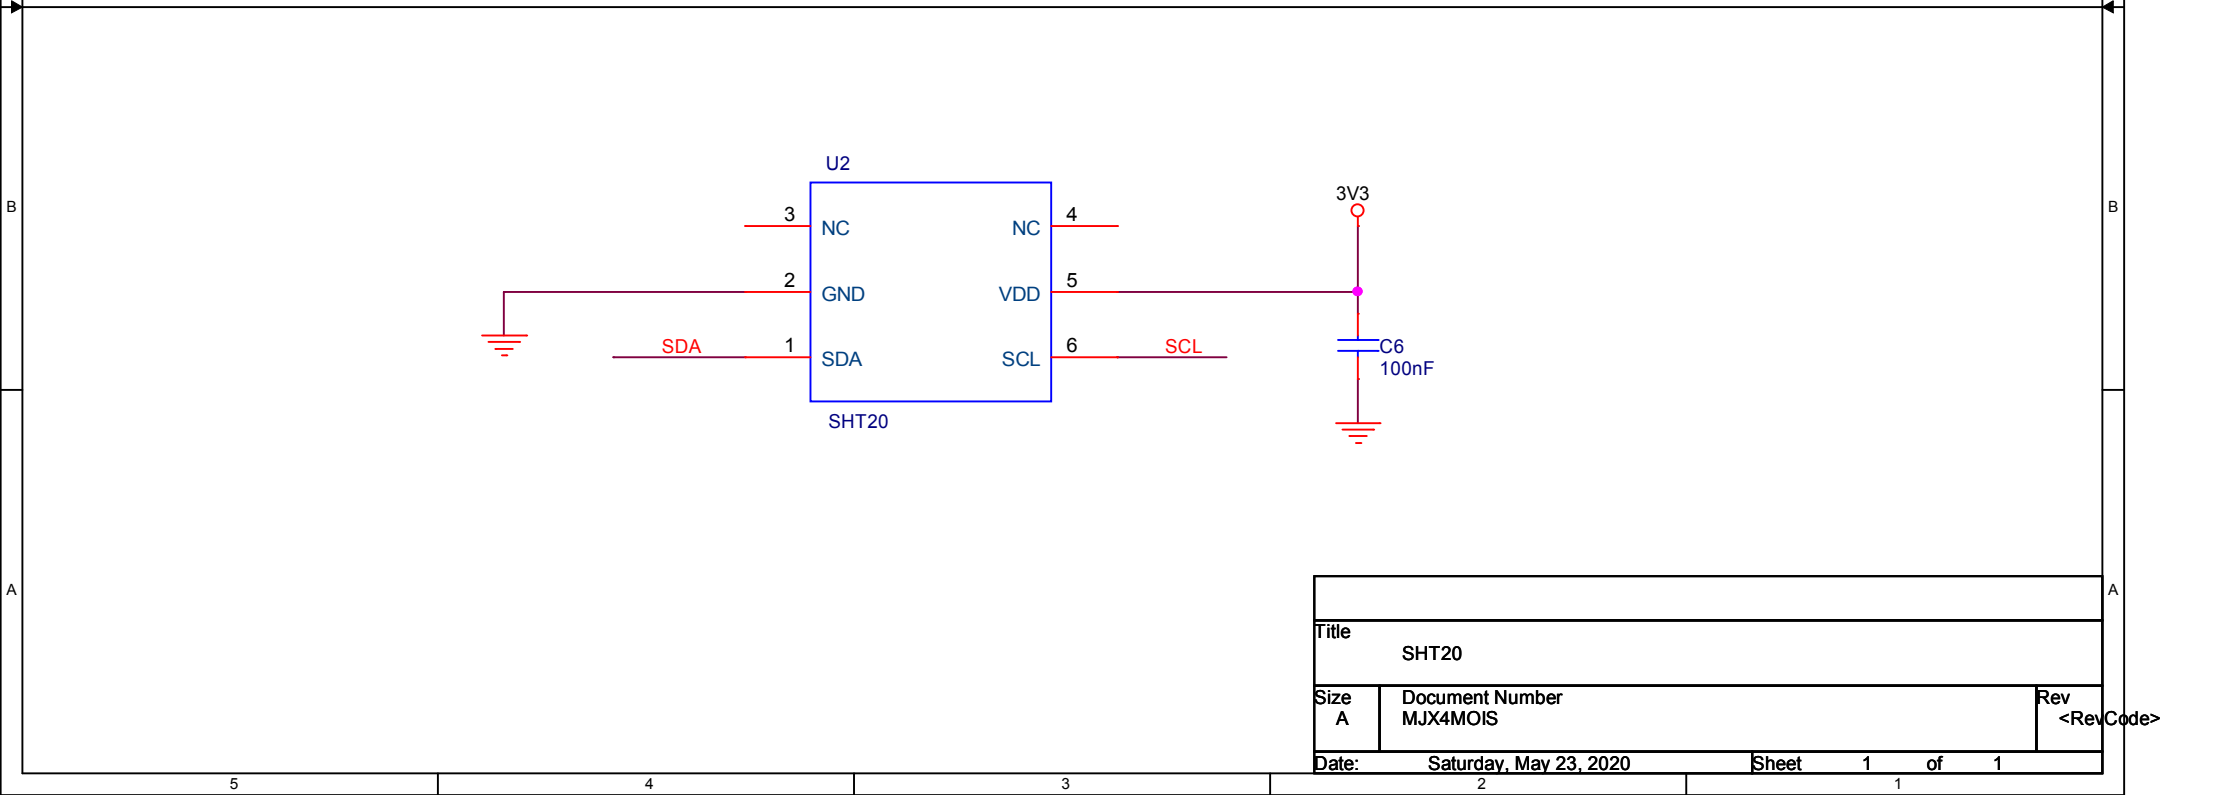 U2
3V3
B
B
3
NC
NC
4
2
GND
VDD
5
SDA
1
SDA
SCL
6
SCL
C6
100nF
SHT20
A
A
Title
SHT20
Size
Document Number
Rev
A
MJX4MOIS
<RevCode>
Date:
Saturday, May 23, 2020
Sheet 1 of 1
5
4
3
2
1